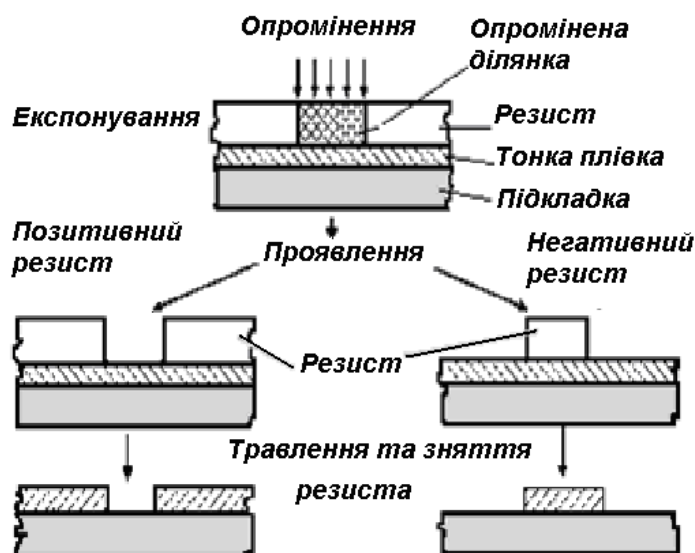 Опромінення
Опромінена
ділянка
Експонування
Резист
Тонка плівка
Підкладка
Позитивний
резист
Проявлення
Негативний
резист
Резист
Травлення та зняття
резиста